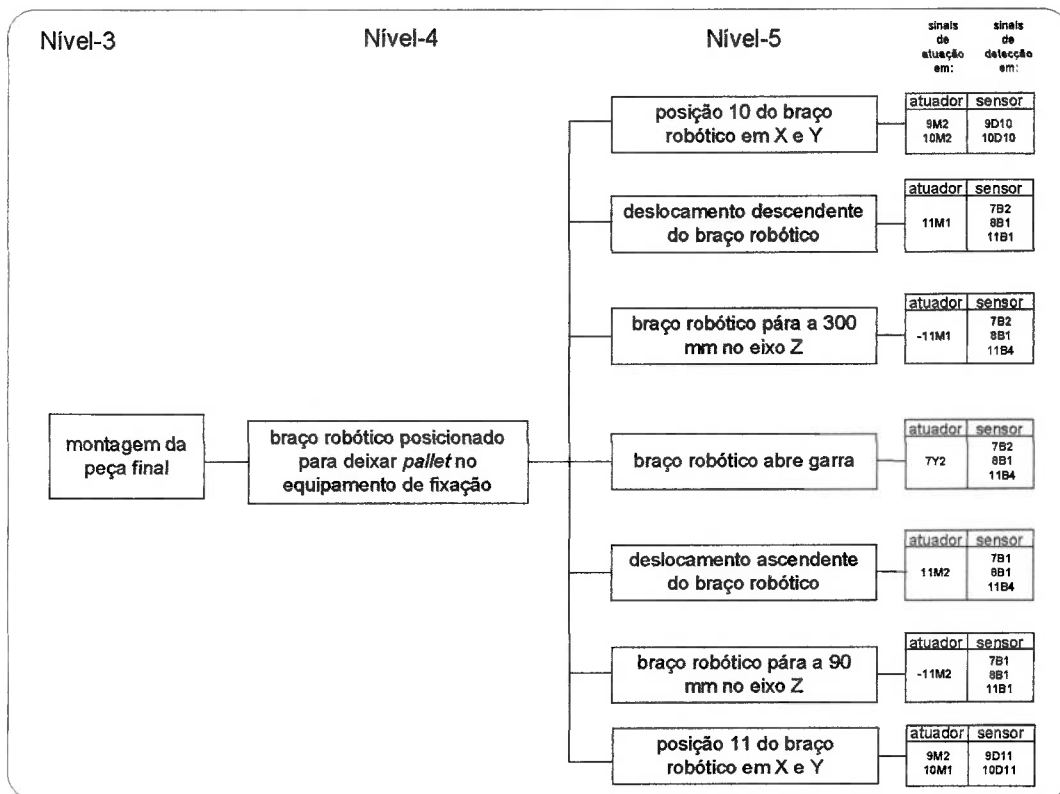 Nível-3
Nível-4
Nível-5
sinais
de
atuação
em:
sinais
de
detecção
em:
posição 10 do braço
robótico em X e Y
atuador sensor
9M2 9D10
10M2 10D10
deslocamento descendente
do braço robótico
atuador sensor
7B2
11M1 8B1
11B1
braço robótico pára a 300
mm no eixo Z
atuador sensor
7B2
-11M1 8B1
11B4
montagem da
peça final
braço robótico posicionado
para deixar pallet no
equipamento de fixação
braço robótico abre garra
atuador sensor
7B2
7Y2 8B1
11B4
deslocamento ascendente
do braço robótico
atuador sensor
7B1
11M2 8B1
11B4
braço robótico pára a 90
mm no eixo Z
atuador sensor
7B1
-11M2 8B1
11B1
posição 11 do braço
robótico em X e Y
atuador sensor
9M2 9D11
10M1 10D11